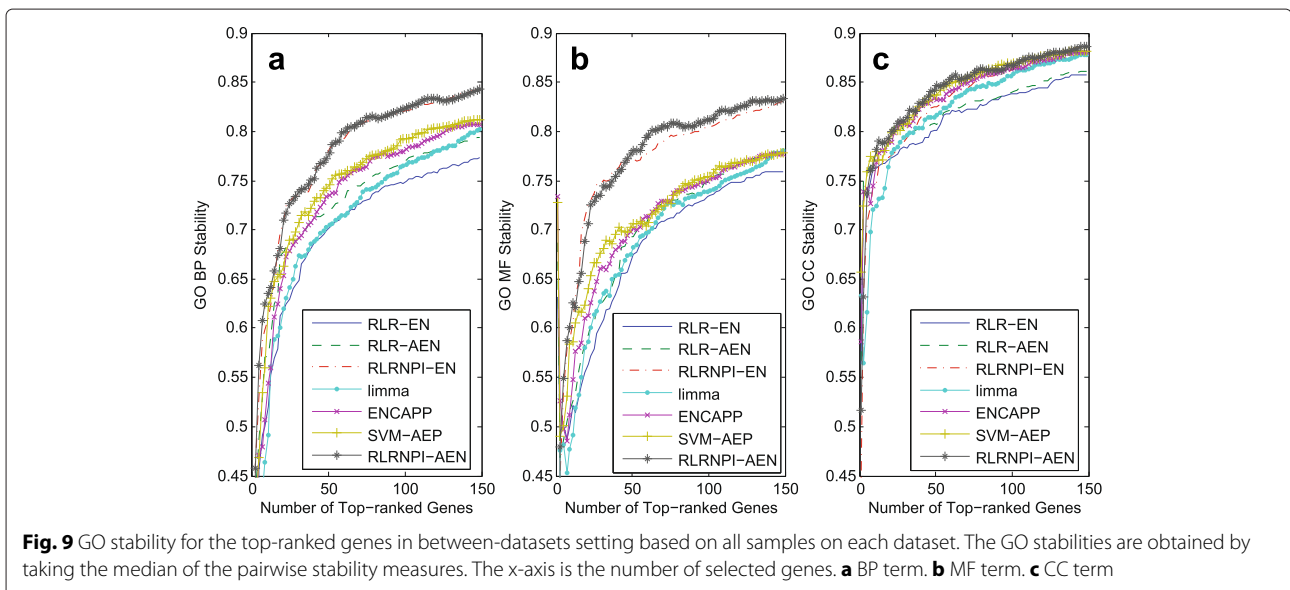 a
0.9
0.85
0.8
0.75
0.7
0.65
0.6
0.55
0.5
0.45
GO BP Stability
RLR−EN
RLR−AEN
RLRNPI−EN
limma
ENCAPP
SVM−AEP
RLRNPI−AEN
0 50 100 150
Number of Top−ranked Genes
b
0.9
0.85
0.8
0.75
0.7
0.65
0.6
0.55
0.5
0.45
GO MF Stability
RLR−EN
RLR−AEN
RLRNPI−EN
limma
ENCAPP
SVM−AEP
RLRNPI−AEN
0 50 100 150
Number of Top−ranked Genes
c
0.9
0.85
0.8
0.75
0.7
0.65
0.6
0.55
0.5
0.45
GO CC Stability
RLR−EN
RLR−AEN
RLRNPI−EN
limma
ENCAPP
SVM−AEP
RLRNPI−AEN
0 50 100 150
Number of Top−ranked Genes
Fig. 9 GO stability for the top-ranked genes in between-datasets setting based on all samples on each dataset. The GO stabilities are obtained by
taking the median of the pairwise stability measures. The x-axis is the number of selected genes. a BP term. b MF term. c CC term